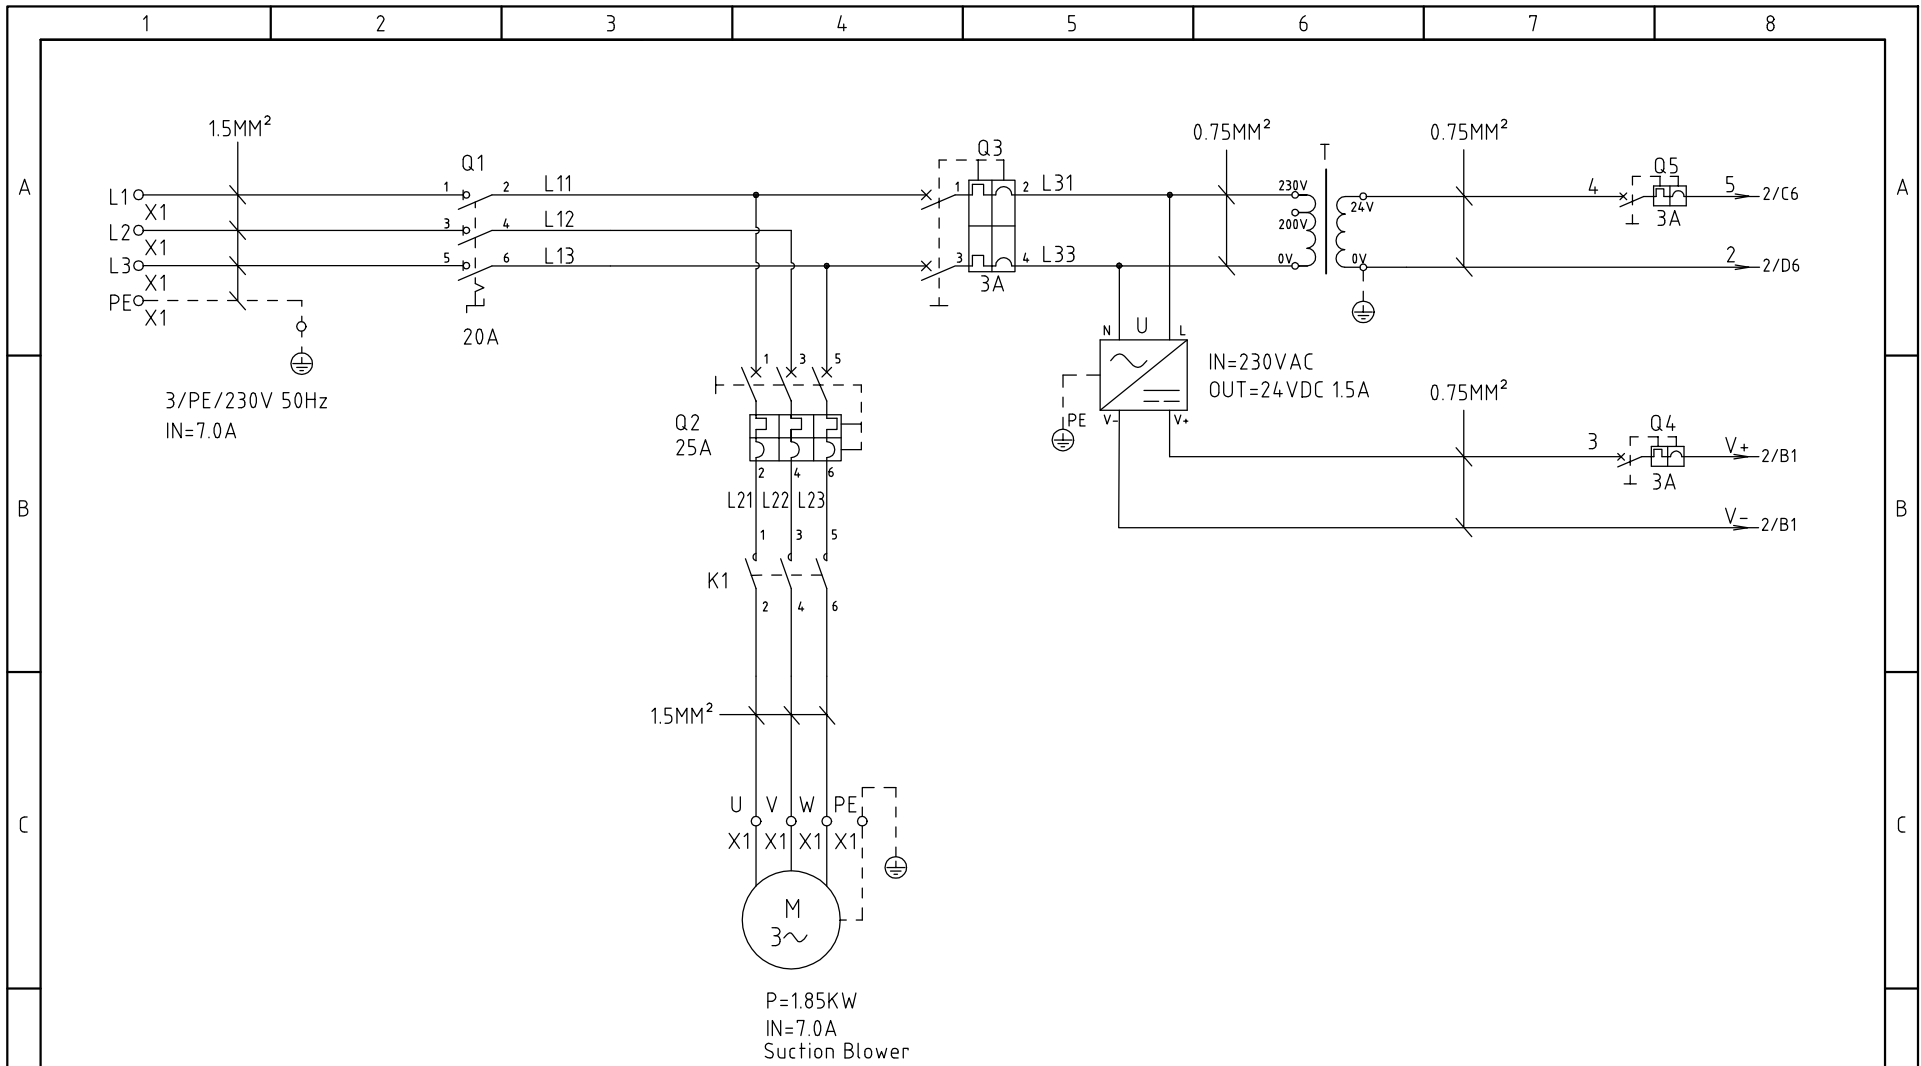 1 2 3 4 5 6 7 8
A A
B B
C C
1.5MM²
L1 X1
L2 X1
L3 X1
PE X1
3/PE/230V 50Hz
IN=7.0A
Q1
1 2 L11
3 4 L12
5 6 L13
20A
Q3
1 2 L31
3 4 L33
3A
0.75MM²
T
230V
200V
0V
24V
0V
0.75MM²
4
Q5
3A
5 2/C6
2 2/D6
N U L
IN=230VAC
OUT=24VDC 1.5A
PE V- V+
0.75MM²
3
Q4
3A
V+ 2/B1
V- 2/B1
1 3 5
Q2
25A
2 4 6
L21 L22 L23
1 3 5
K1
2 4 6
1.5MM²
U V W PE
X1 X1 X1 X1
M
3~
P=1.85KW
IN=7.0A
Suction Blower